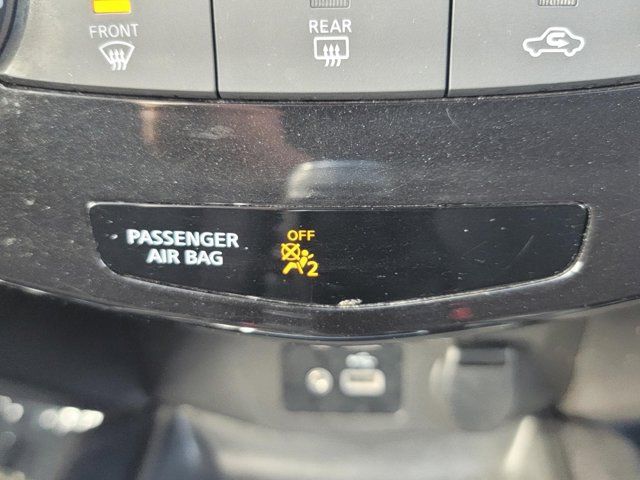 FRONT
REAR
PASSENGER
AIR BAG
OFF
2